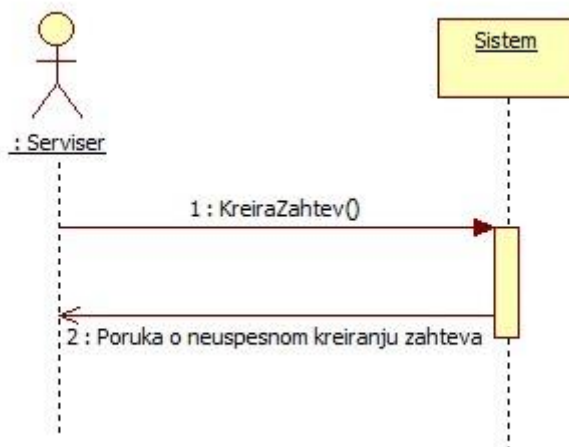 Sistem
: Serviser
1 : KreiraZahtev()
2 : Poruka o neuspesnom kreiranju zahteva